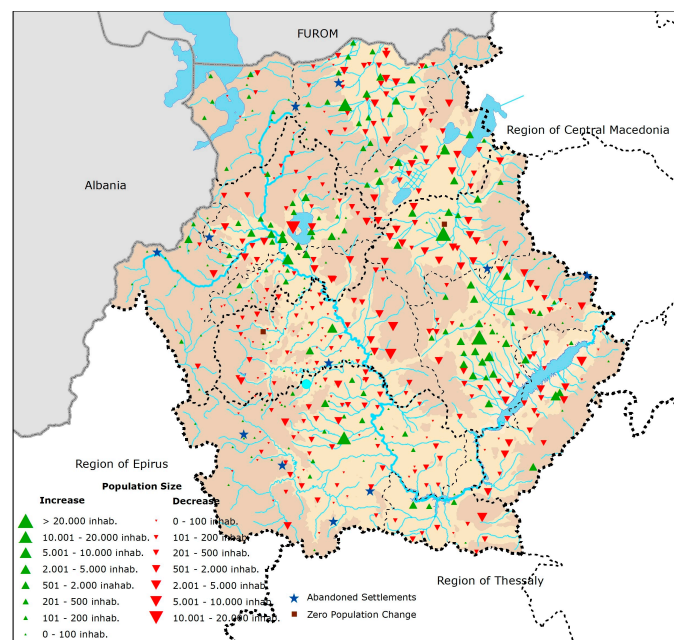 FUROM
Region of Central Macedonia
Albania
Region of Epirus
Population Size
Increase
Decrease
> 20.000 inhab.
0 - 100 inhab.
10.001 - 20.000 inhab.
101 - 200 inhab.
5.001 - 10.000 inhab.
201 - 500 inhab.
2.001 - 5.000 inhab.
501 - 2.000 inhab.
501 - 2.000 inahab.
2.001 - 5.000 inhab.
201 - 500 inhab.
5.001 - 10.000 inhab.
101 - 200 inhab.
10.001 - 20.000 inhab.
0 - 100 inhab.
Abandoned Settlements
Zero Population Change
Region of Thessaly